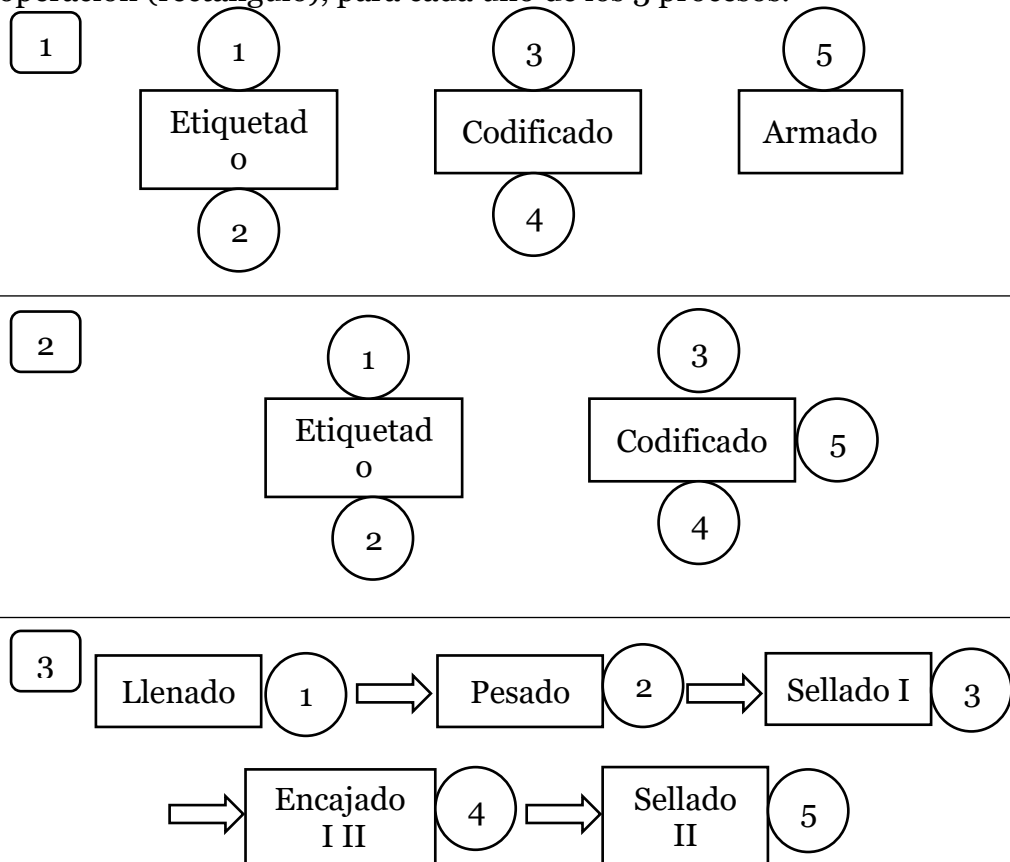 operación (rectángulo), para cada uno de los 3 procesos.
1
1
3
5
Etiquetad
o
Codificado
Armado
2
4
2
1
3
Etiquetad
o
Codificado
5
2
4
3
Llenado
1
Pesado
2
Sellado I
3
Encajado
I II
4
Sellado
II
5